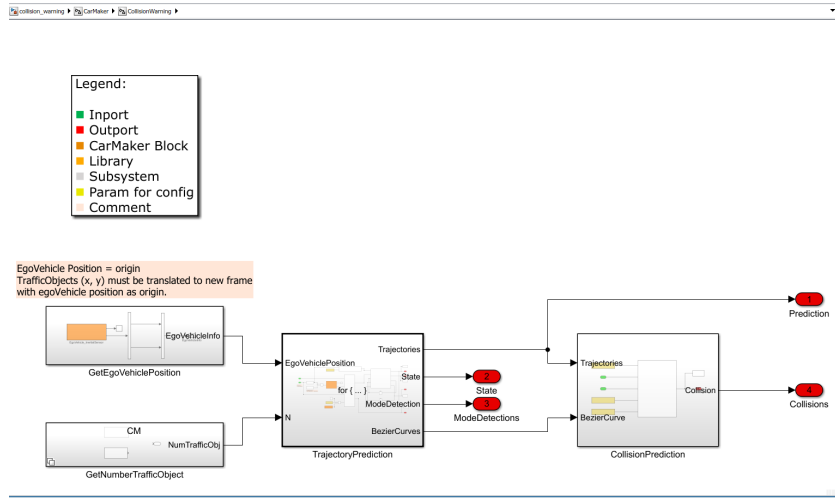 collision_warning ▶ CarMaker ▶ CollisionWarning ▶
Legend:
Inport
Outport
CarMaker Block
Library
Subsystem
Param for config
Comment
EgoVehicle Position = origin
TrafficObjects (x, y) must be translated to new frame
with egoVehicle position as origin.
EgoVehicleInfo
GetEgoVehiclePosition
CM
NumTrafficObj
GetNumberTrafficObject
EgoVehiclePosition
N
for { ... }
Trajectories
State
ModeDetection
BezierCurves
TrajectoryPrediction
1
Prediction
2
State
3
ModeDetections
Trajectories
BezierCurve
Collision
CollisionPrediction
4
Collisions